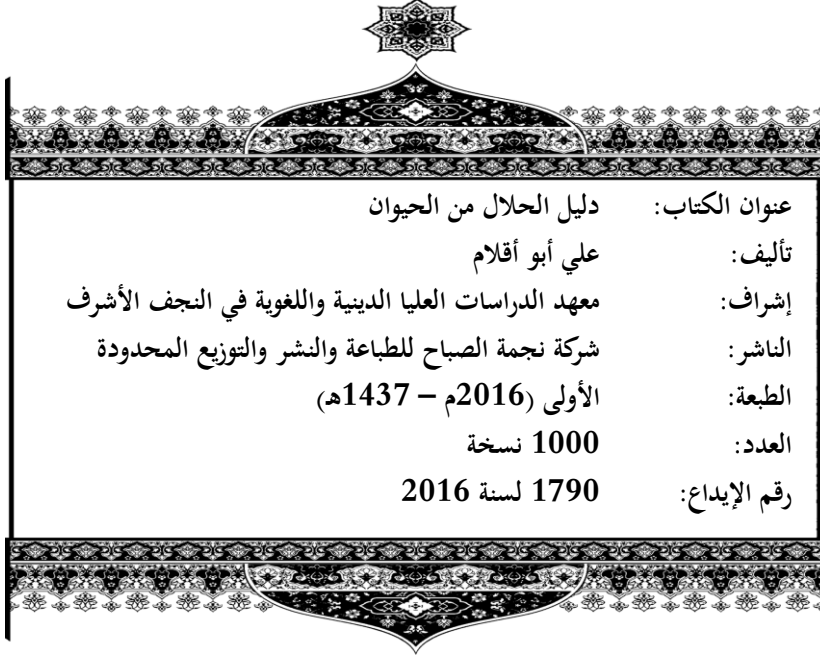 عنوان الكتاب: دليل الحلال من الحيوان
تأليف: علي أبو أقلام
إشراف: معهد الدراسات العليا الدينية واللغوية في النجف الأشرف
الناشر: شركة نجمة الصباح للطباعة والنشر والتوزيع المحدودة
الطبعة: الأولى (2016م – 1437هـ)
العدد: 1000 نسخة
رقم الإيداع: 1790 لسنة 2016